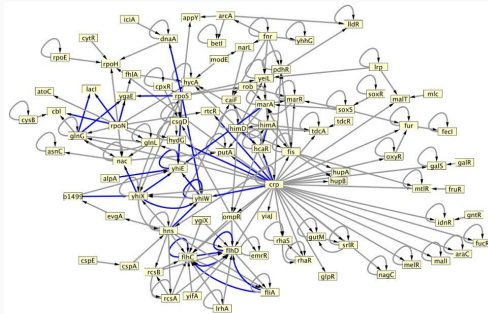 iciA
appY
arcA
cytR
dnaA
fnr
lldR
betI
yhhG
rpoE
narL
rpoH
modE
pdhR
fhlA
hycA
yeiL
lrp
atoC
lacI
cpxR
rob
soxR
ygaE
rpoS
caiF
malT
mlc
marA
marR
cbl
rtcR
soxS
cysB
rpoN
csgD
himD
himA
tdcR
fur
fecI
glnG
hydG
tdcA
glnL
hcaR
putA
fis
oxyR
asnC
nac
yhiE
hupA
galS
galR
alpA
crp
hupB
mtlR
fruR
b1499
yhiX
yhiW
idnR
gntR
evgA
ygiX
ompR
yiaJ
hns
rhaS
gutM
fucR
flhD
srlR
araC
cspE
flhC
emrR
rhaR
malI
cspA
melR
rcsB
glpR
nagC
fliA
rcsA
yifA
lrhA